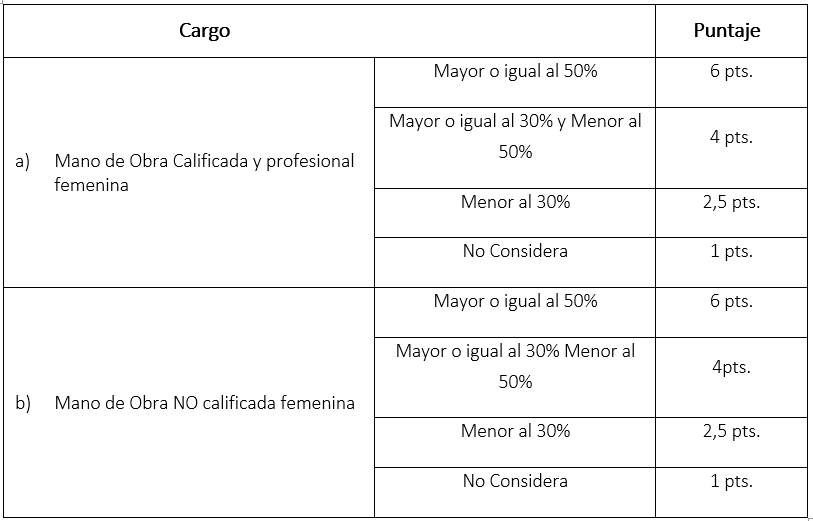 Cargo Puntaje
Mayor o igual al 50% 6 pts.
Mayor o igual al 30% y Menor al
50%
4 pts.
a) Mano de Obra Calificada y profesional
femenina
Menor al 30% 2,5 pts.
No Considera 1 pts.
Mayor o igual al 50% 6 pts.
Mayor o igual al 30% Menor al
50%
4pts.
b) Mano de Obra NO calificada femenina
Menor al 30% 2,5 pts.
No Considera 1 pts.